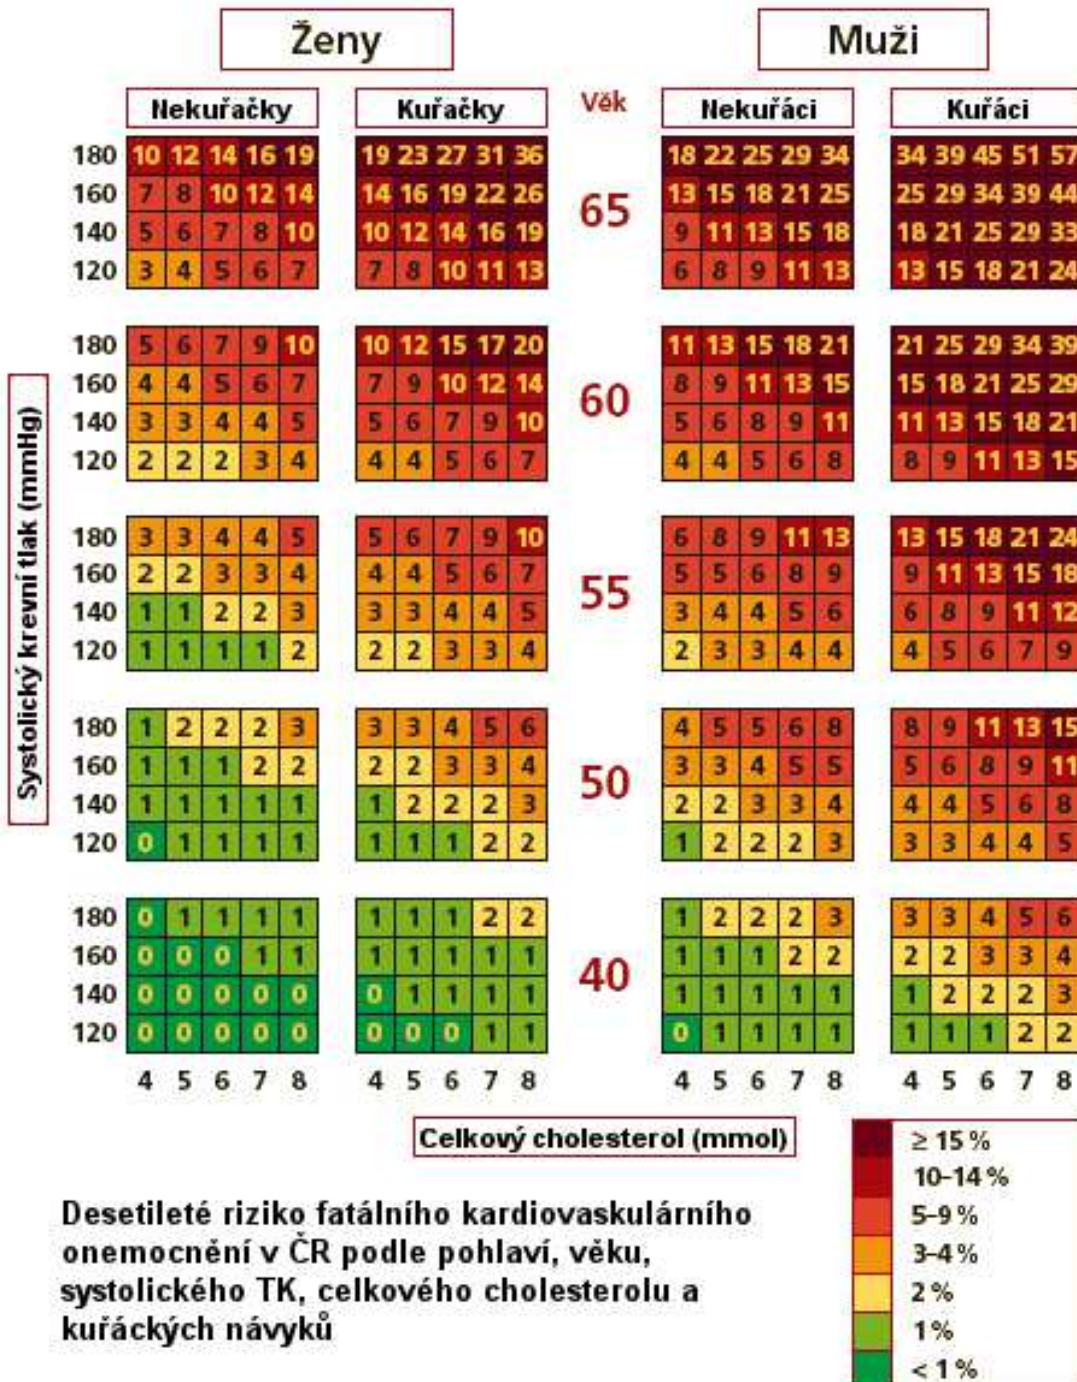 Ženy Muži
Nekuřačky Kuřačky Věk Nekuřáci Kuřáci
180 10 12 14 16 19 19 23 27 31 36 18 22 25 29 34 34 39 45 51 57
160 7 8 10 12 14 14 16 19 22 26 13 15 18 21 25 25 29 34 39 44
65
140 5 6 7 8 10 10 12 14 16 19 9 11 13 15 18 18 21 25 29 33
120 3 4 5 6 7 7 8 10 11 13 6 8 9 11 13 13 15 18 21 24
180 5 6 7 9 10 10 12 15 17 20 11 13 15 18 21 21 25 29 34 39
160 4 4 5 6 7 7 9 10 12 14 8 9 11 13 15 15 18 21 25 29
60
140 3 3 4 4 5 5 6 7 9 10 5 6 8 9 11 11 13 15 18 21
120 2 2 2 3 4 4 4 5 6 7 4 4 5 6 8 8 9 11 13 15
Systolický krevní tlak (mmHg)
180 3 3 4 4 5 5 6 7 9 10 6 8 9 11 13 13 15 18 21 24
160 2 2 3 3 4 4 4 5 6 7 5 5 6 8 9 9 11 13 15 18
55
140 1 1 2 2 3 3 3 4 4 5 3 4 4 5 6 6 8 9 11 12
120 1 1 1 1 2 2 2 3 3 4 2 3 3 4 4 4 5 6 7 9
180 1 2 2 2 3 3 3 4 5 6 4 5 5 6 8 8 9 11 13 15
160 1 1 1 2 2 2 2 3 3 4 3 3 4 5 5 5 6 8 9 11
50
140 1 1 1 1 1 1 2 2 2 3 2 2 3 3 4 4 4 5 6 8
120 0 1 1 1 1 1 1 1 2 2 1 2 2 2 3 3 3 4 4 5
180 0 1 1 1 1 1 1 1 2 2 1 2 2 2 3 3 3 4 5 6
160 0 0 0 1 1 1 1 1 1 1 1 1 1 2 2 2 2 3 3 4
40
140 0 0 0 0 0 0 1 1 1 1 1 1 1 1 1 1 2 2 2 3
120 0 0 0 0 0 0 0 0 1 1 0 1 1 1 1 1 1 1 2 2
4 5 6 7 8 4 5 6 7 8 4 5 6 7 8 4 5 6 7 8
Celkový cholesterol (mmol)
≥ 15 %
10–14 %
5–9 %
3–4 %
2 %
1 %
< 1 %
Desetileté riziko fatálního kardiovaskulárního
onemocnění v ČR podle pohlaví, věku,
systolického TK, celkového cholesterolu a
kuřáckých návyků